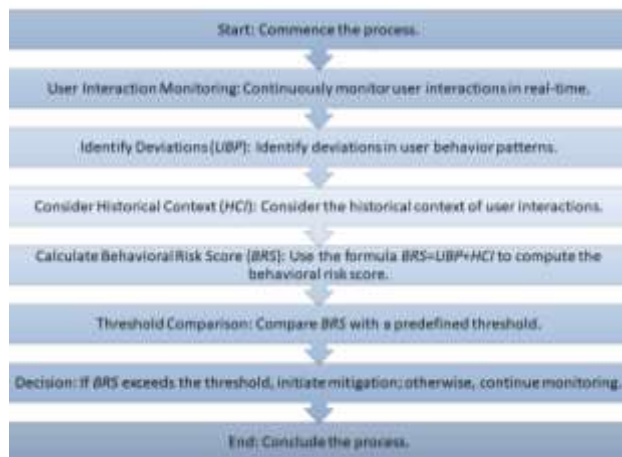 Start: Commence the process.
User Interaction Monitoring: Continuously monitor user interactions in real-time.
Identify Deviations (UBP): Identify deviations in user behavior patterns.
Consider Historical Context (HCI): Consider the historical context of user interactions.
Calculate Behavioral Risk Score (BRS): Use the formula BRS=UBP+HCI to compute the
behavioral risk score.
Threshold Comparison: Compare BRS with a predefined threshold.
Decision: If BRS exceeds the threshold, initiate mitigation; otherwise, continue monitoring.
End: Conclude the process.